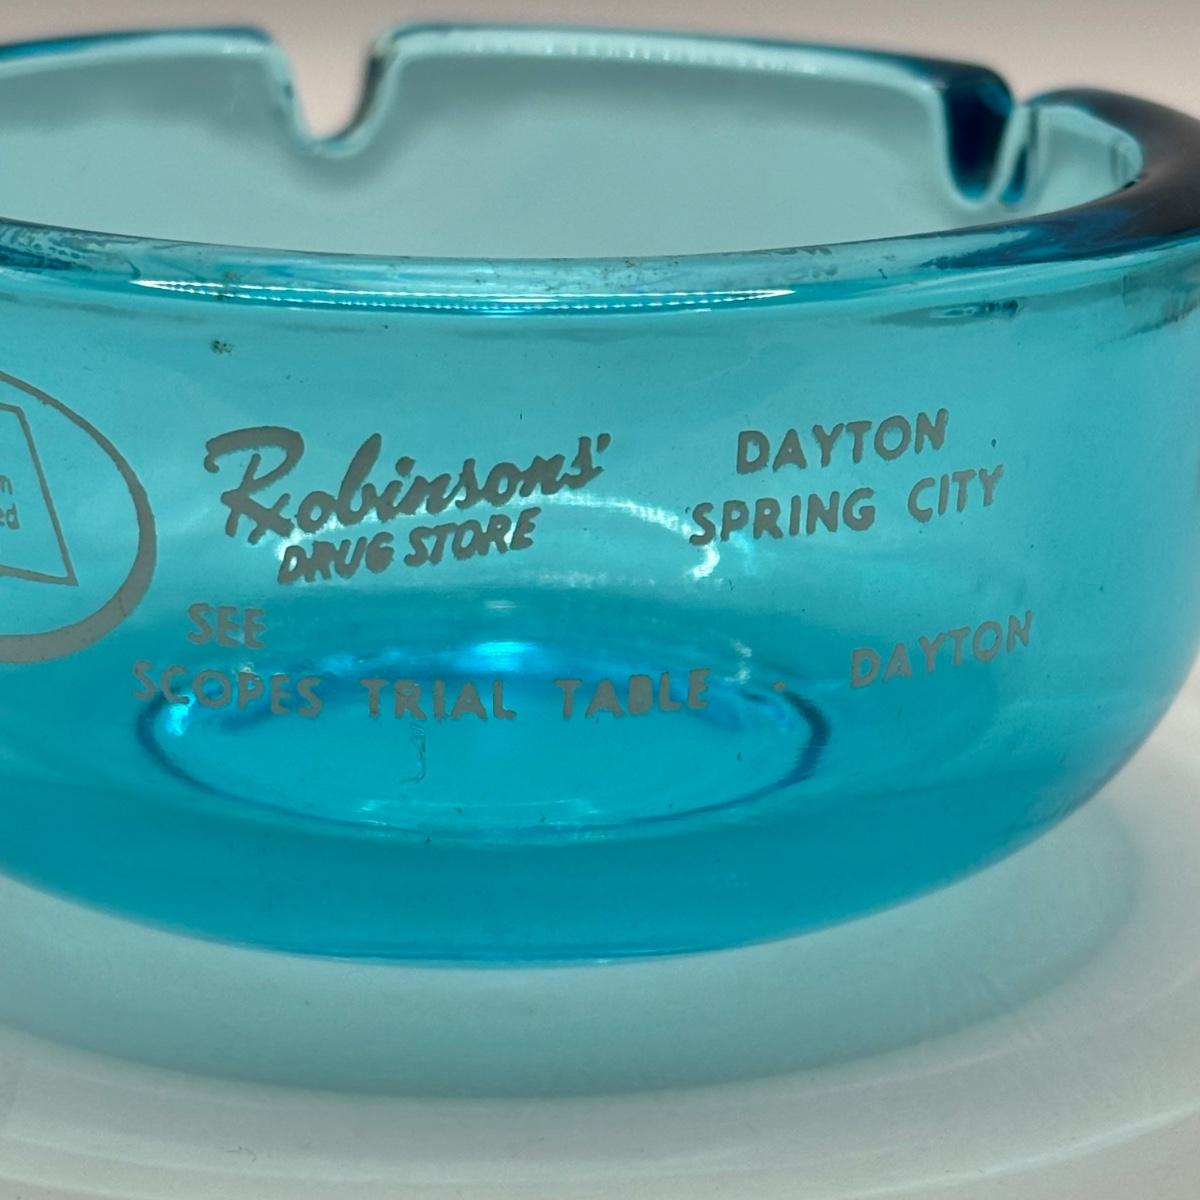 Robinsons'
DRUG STORE
DAYTON
SPRING CITY
SEE
SCOPES TRIAL TABLE · DAYTON